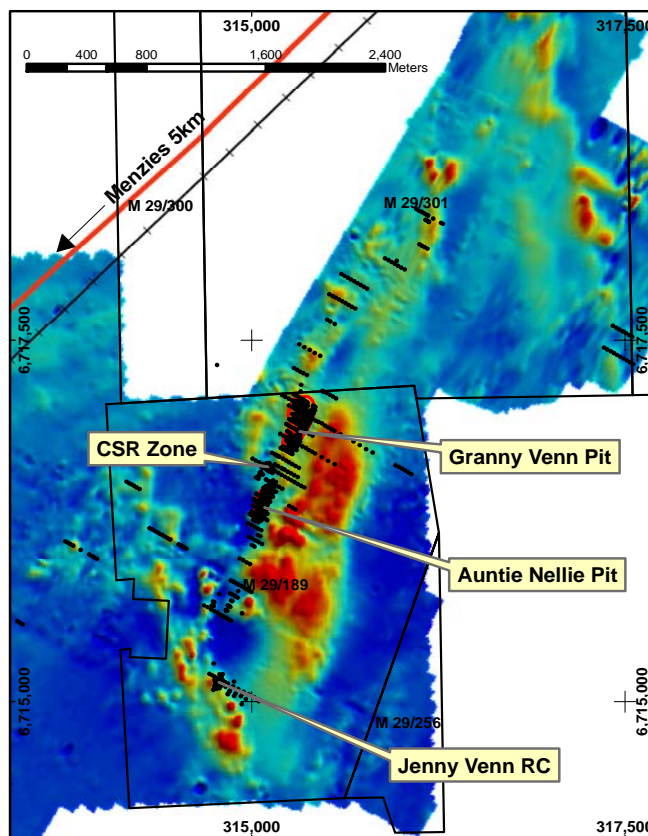 315,000
317,500
0 400 800 1,600 2,400
Meters
Menzies 5km
M 29/300
M 29/301
6,717,500
6,717,500
CSR Zone
Granny Venn Pit
Auntie Nellie Pit
M 29/189
6,715,000
6,715,000
M 29/256
Jenny Venn RC
315,000
317,500